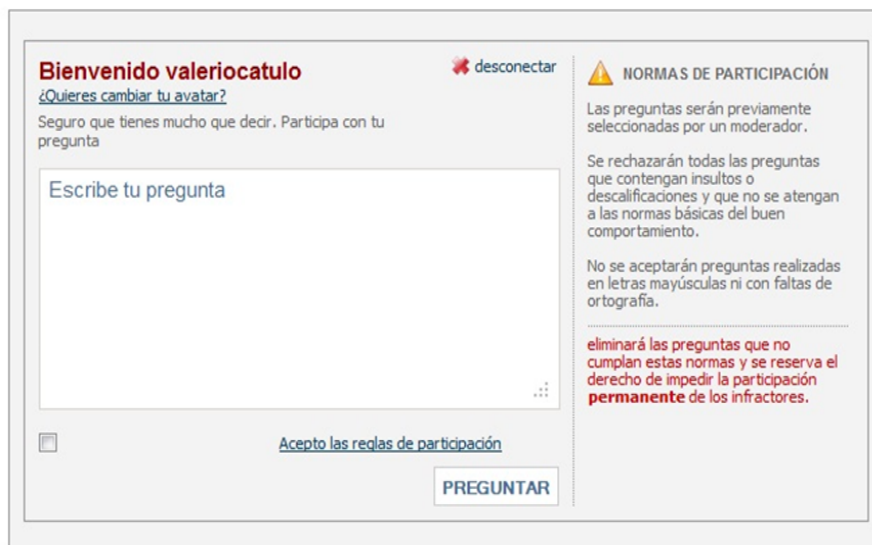 Bienvenido valeriocatulo
desconectar
¿Quieres cambiar tu avatar?
Seguro que tienes mucho que decir. Participa con tu
pregunta
Escribe tu pregunta
Acepto las reglas de participación
PREGUNTAR
NORMAS DE PARTICIPACIÓN
Las preguntas serán previamente
seleccionadas por un moderador.
Se rechazarán todas las preguntas
que contengan insultos o
descalificaciones y que no se atengan
a las normas básicas del buen
comportamiento.
No se aceptarán preguntas realizadas
en letras mayúsculas ni con faltas de
ortografía.
eliminará las preguntas que no
cumplan estas normas y se reserva el
derecho de impedir la participación
permanente de los infractores.